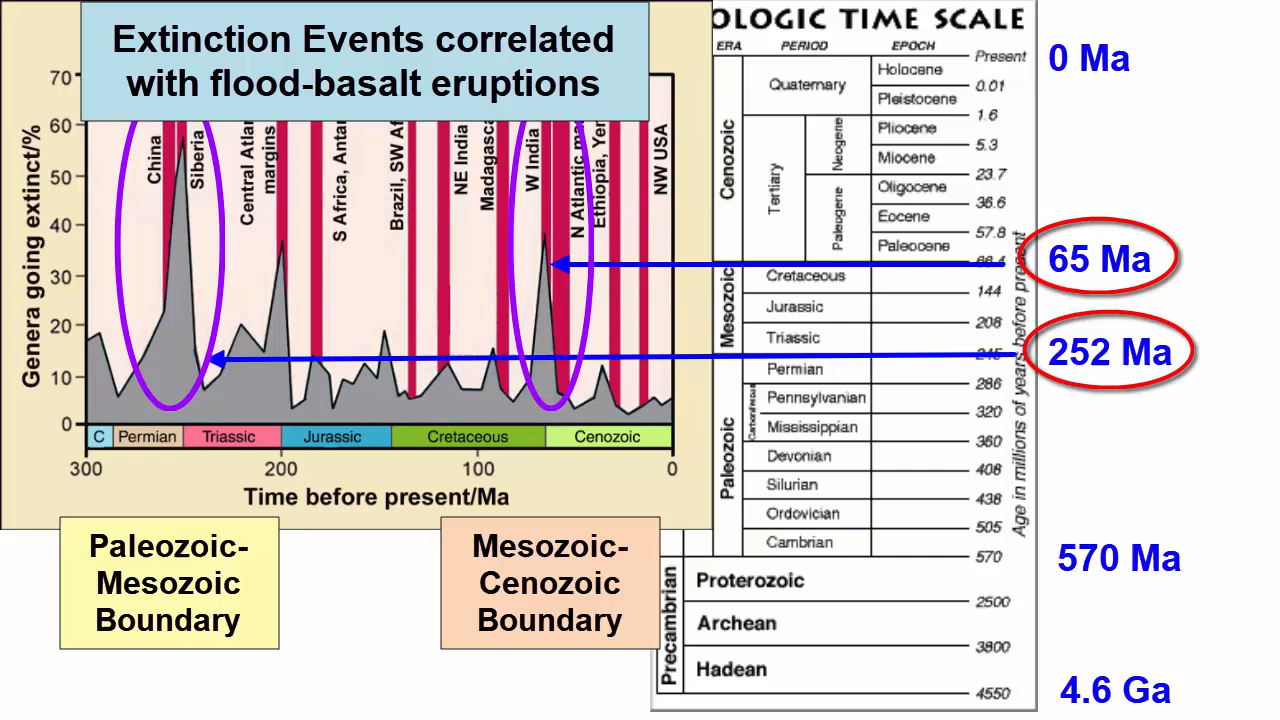 Extinction Events correlated
with flood-basalt eruptions
Genera going extinct/%
70
60
50
40
30
20
10
0
China
Siberia
Central Atlan
margins
S Africa, Antar
Brazil, SW Af
NE India
Madagasca
W India
N Atlantic ma
Ethiopia, Yer
NW USA
C
Permian
Triassic
Jurassic
Cretaceous
Cenozoic
300
200
100
0
Time before present/Ma
Paleozoic-
Mesozoic
Boundary
Mesozoic-
Cenozoic
Boundary
OLOGIC TIME SCALE
ERA PERIOD EPOCH
Present
Cenozoic
Quaternary
Holocene
0.01
Pleistocene
1.6
Tertiary
Neogene
Pliocene
5.3
Miocene
23.7
Paleogene
Oligocene
36.6
Eocene
57.8
Paleocene
66.4
Mesozoic
Cretaceous
144
Jurassic
208
Triassic
245
Paleozoic
Permian
286
Carboniferous
Pennsylvanian
320
Mississippian
360
Devonian
408
Silurian
438
Ordovician
505
Cambrian
570
Precambrian
Proterozoic
2500
Archean
3800
Hadean
4550
Age in millions of years before present
0 Ma
65 Ma
252 Ma
570 Ma
4.6 Ga